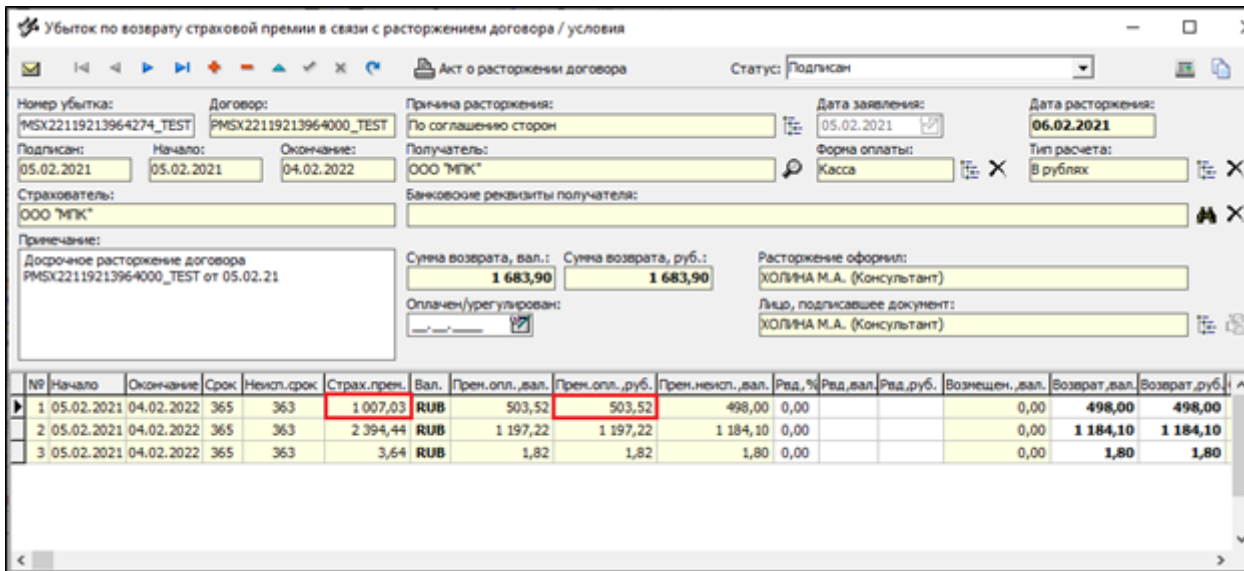 Убыток по возврату страховой премии в связи с расторжением договора / условия
Акт о расторжении договора Статус: Подписан
Номер убытка: Договор: Причина расторжения: Дата заявления: Дата расторжения:
MSX22119213964274_TEST PMSX22119213964000_TEST По соглашению сторон 05.02.2021 06.02.2021
Подписан: Начало: Окончание: Получатель: Форма оплаты: Тип расчета:
05.02.2021 05.02.2021 04.02.2022 ООО "МПК" Касса В рублях
Страхователь: Банковские реквизиты получателя:
ООО "МПК"
Примечание:
Досрочное расторжение договора Сумма возврата, вал.: Сумма возврата, руб.: Расторжение оформил:
PMSX22119213964000_TEST от 05.02.21 1 683,90 1 683,90 ХОЛИНА М.А. (Консультант)
Оплачен/урегулирован: Лицо, подписавшее документ:
__.__.____ ХОЛИНА М.А. (Консультант)
№ Начало Окончание Срок Неисп.срок Страх.прем. Вал. Прем.опл.,вал. Прем.опл.,руб. Прем.неисп.,вал. Рвд,% Рвд,вал. Рвд,руб. Возмещен.,вал. Возврат,вал. Возврат,руб.
1 05.02.2021 04.02.2022 365 363 1 007,03 RUB 503,52 503,52 498,00 0,00 0,00 498,00 498,00
2 05.02.2021 04.02.2022 365 363 2 394,44 RUB 1 197,22 1 197,22 1 184,10 0,00 0,00 1 184,10 1 184,10
3 05.02.2021 04.02.2022 365 363 3,64 RUB 1,82 1,82 1,80 0,00 0,00 1,80 1,80